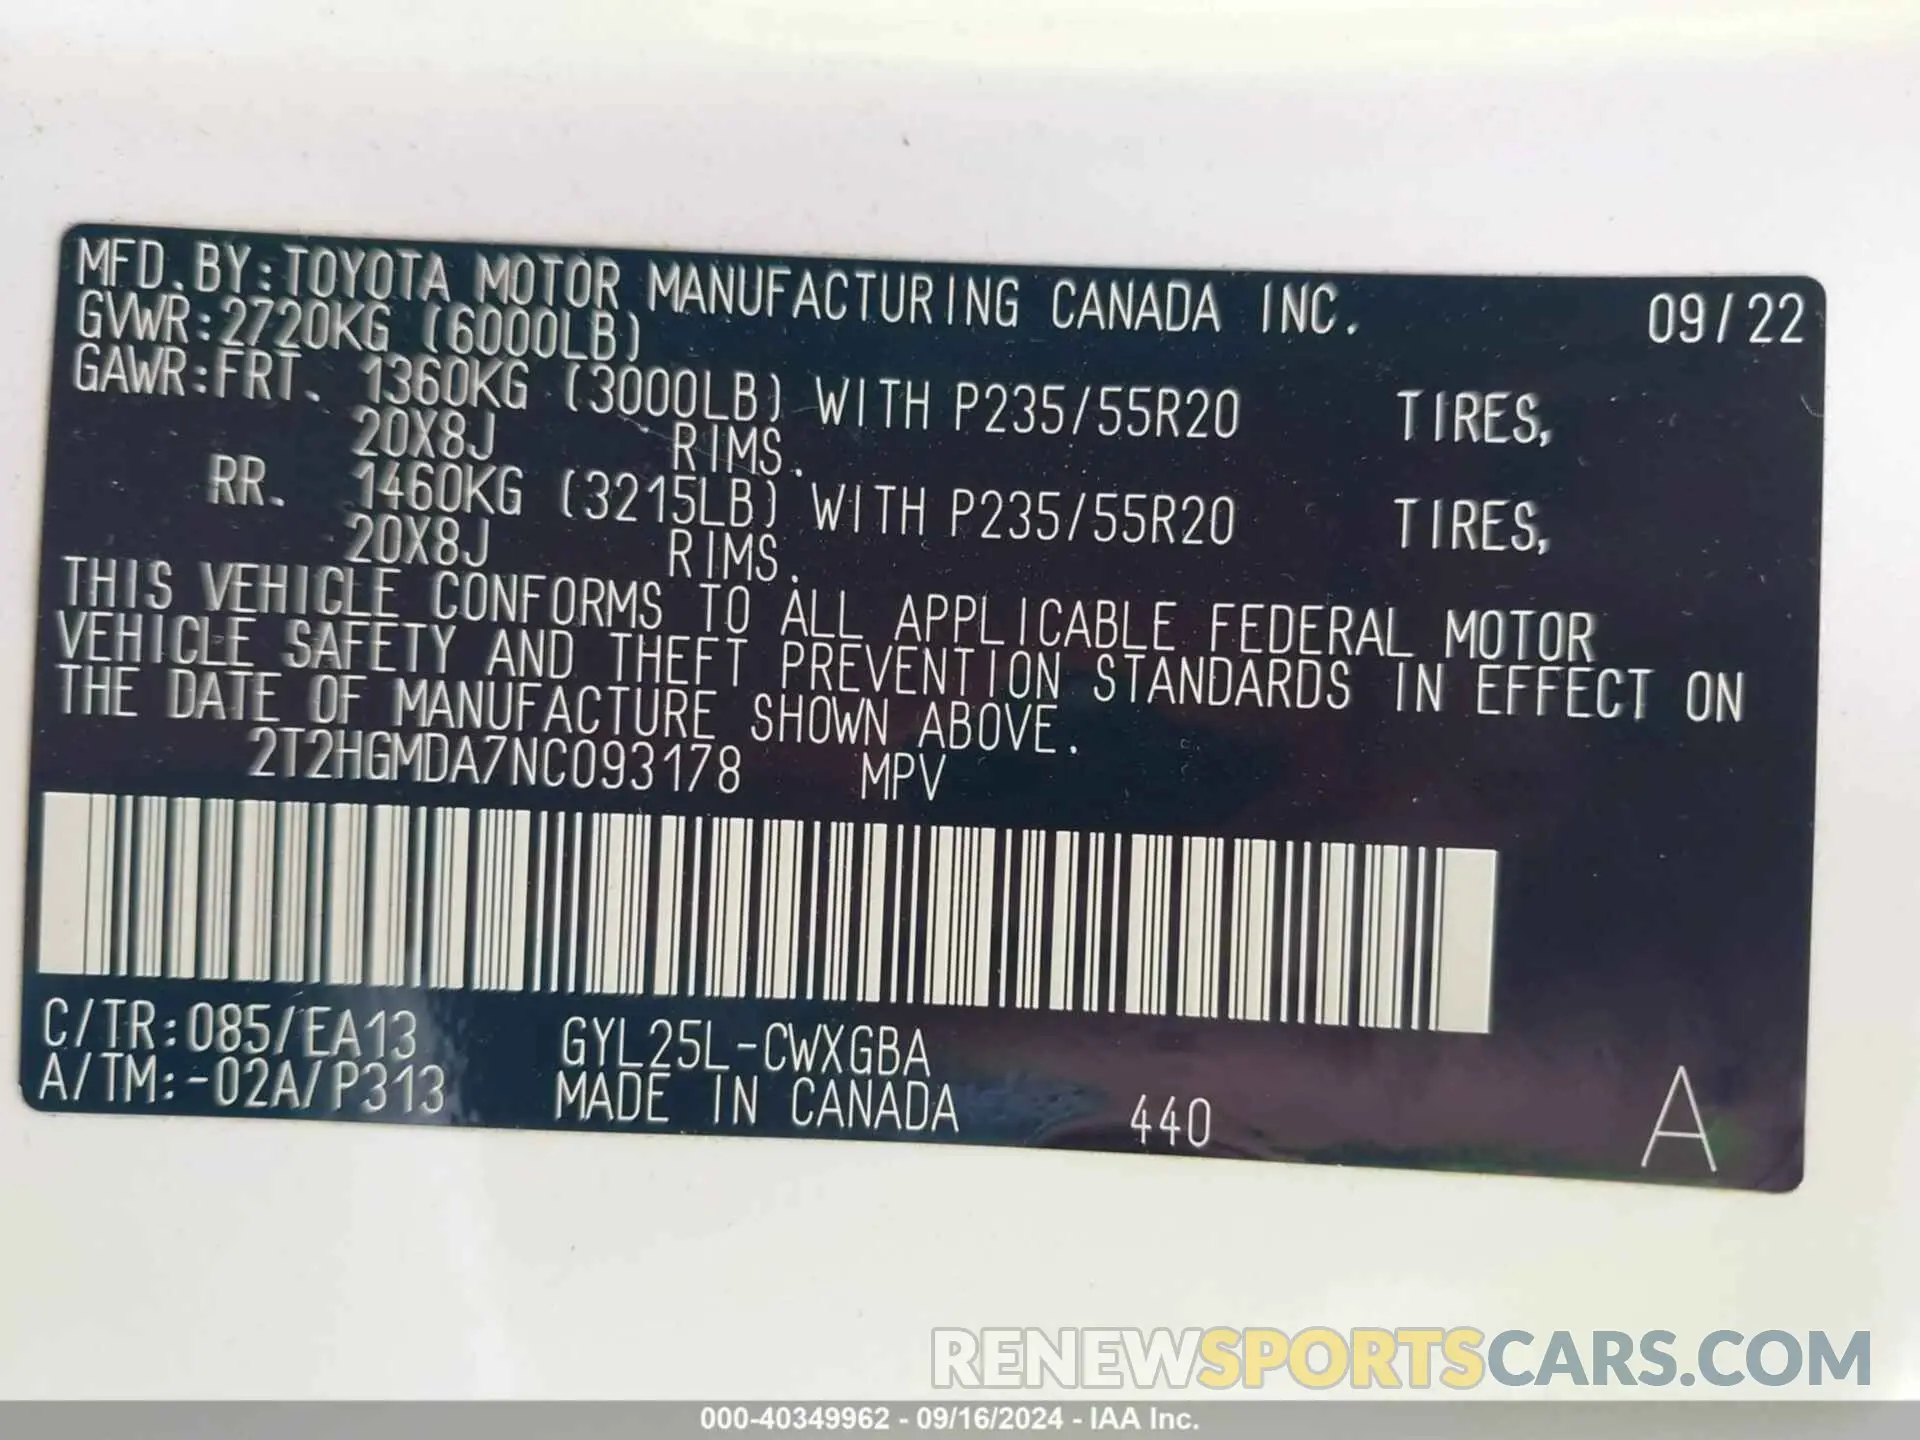 MFD.BY:TOYOTA MOTOR MANUFACTURING CANADA INC. 09/22
GVWR:2720KG (6000LB)
GAWR:FRT. 1360KG (3000LB) WITH P235/55R20 TIRES,
20X8J RIMS.
RR. 1460KG (3215LB) WITH P235/55R20 TIRES,
20X8J RIMS.
THIS VEHICLE CONFORMS TO ALL APPLICABLE FEDERAL MOTOR
VEHICLE SAFETY AND THEFT PREVENTION STANDARDS IN EFFECT ON
THE DATE OF MANUFACTURE SHOWN ABOVE.
2T2HGMDA7NC093178 MPV
C/TR:085/EA13 GYL25L-CWXGBA
A/TM:-02A/P313 MADE IN CANADA 440 A
RENEWSPORTSCARS.COM
000-40349962 - 09/16/2024 - IAA Inc.